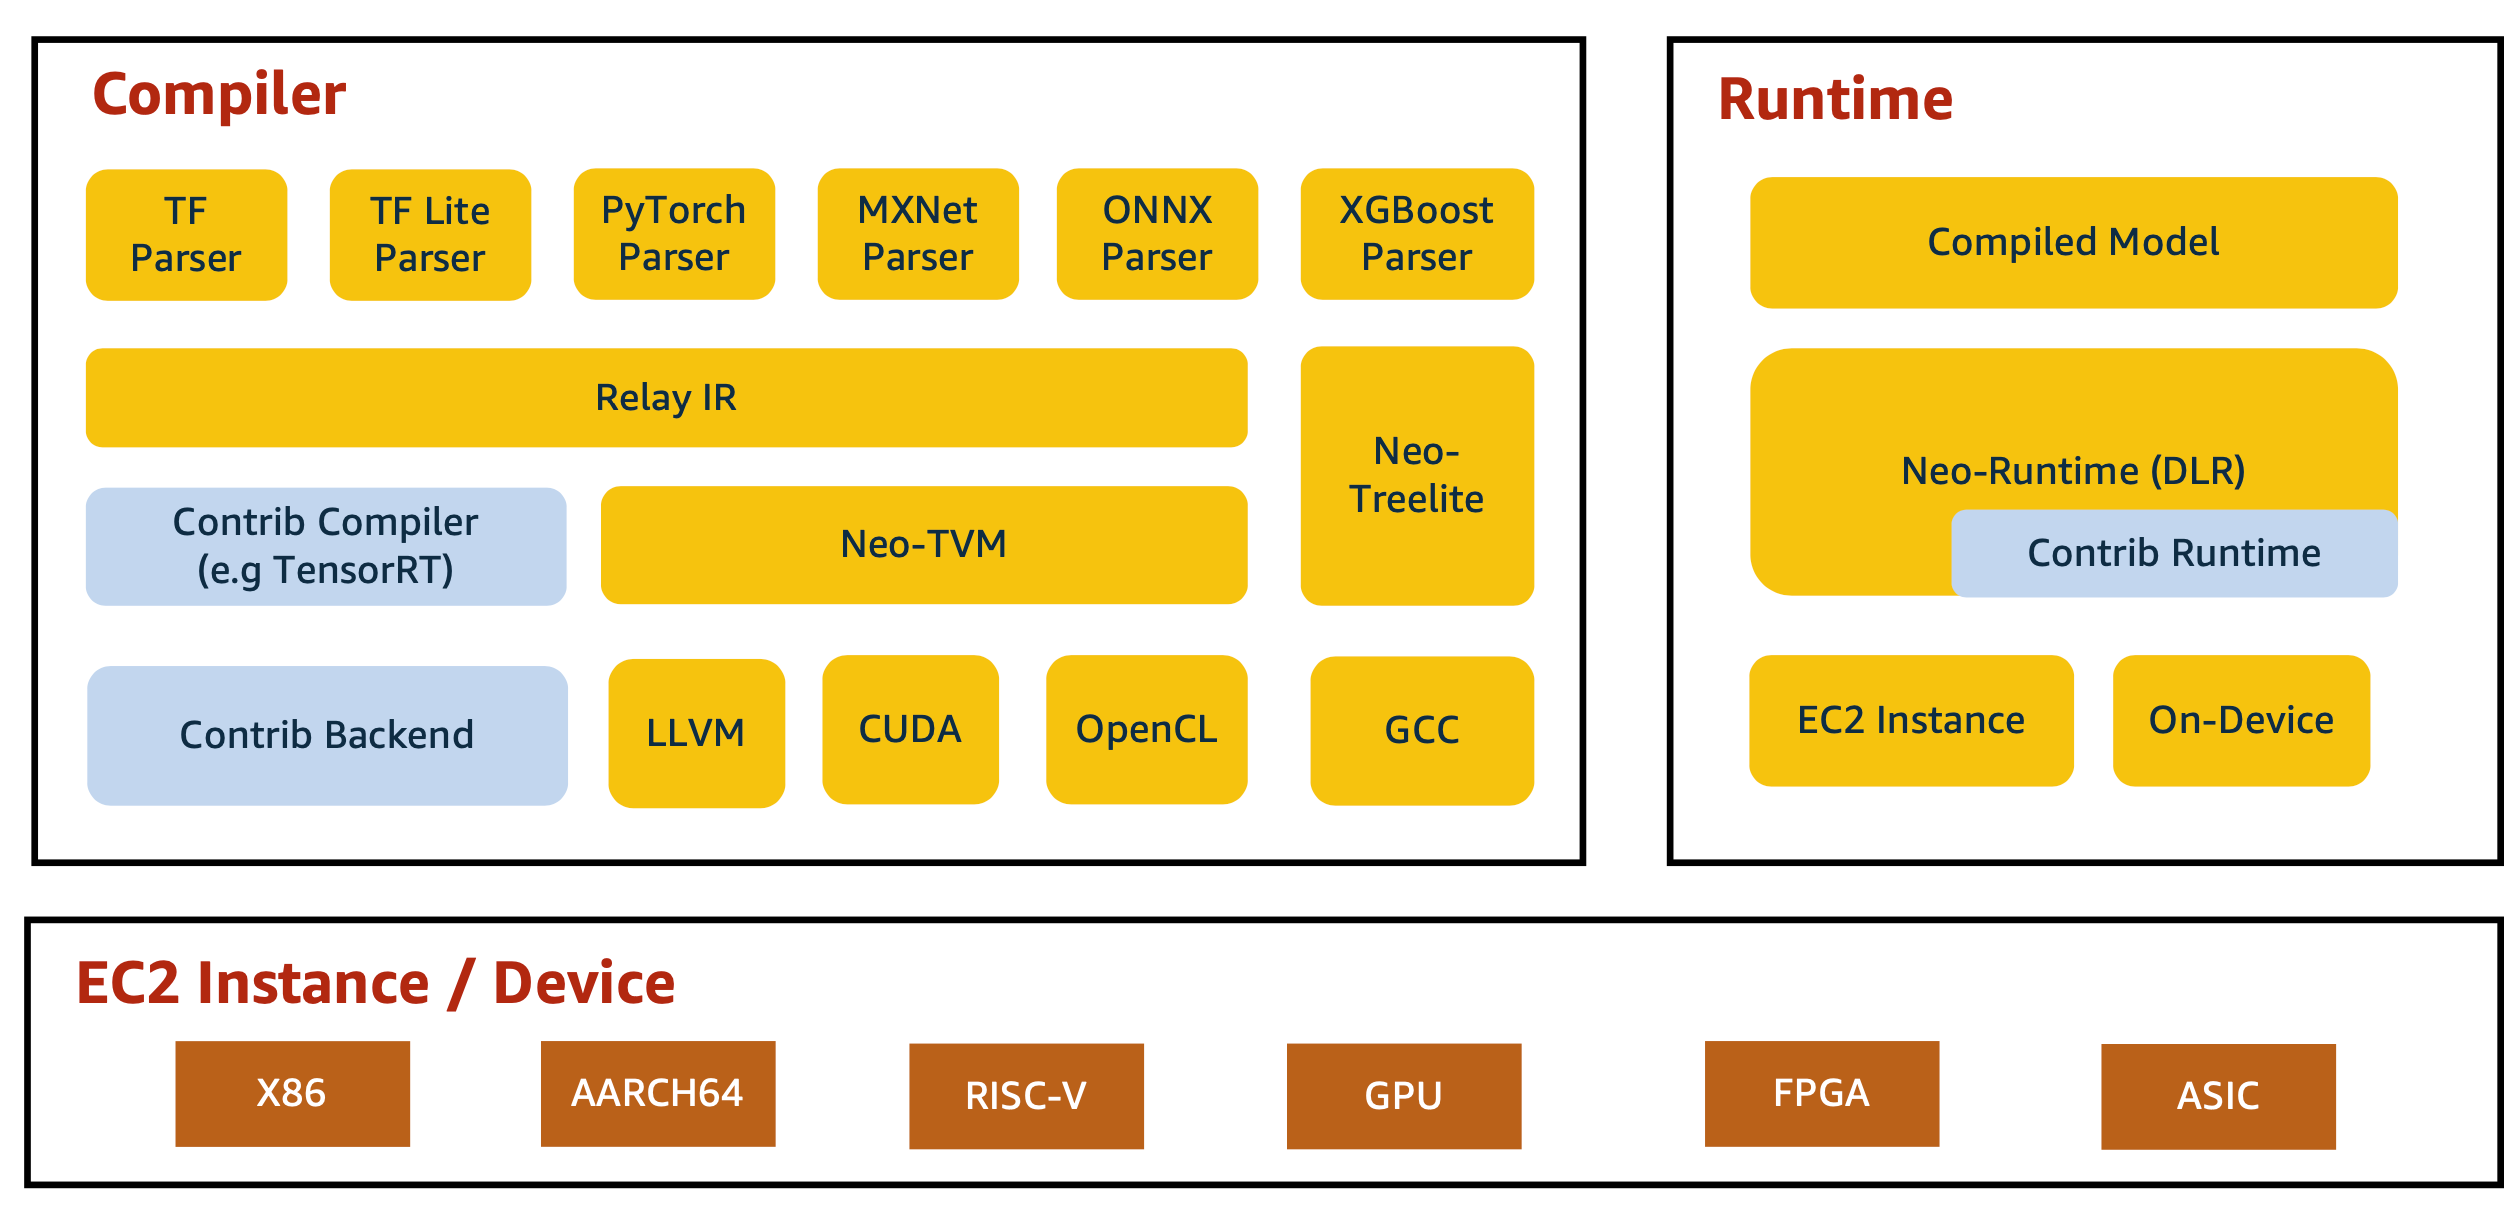 Compiler
TF
Parser
TF Lite
Parser
PyTorch
Parser
MXNet
Parser
ONNX
Parser
XGBoost
Parser
Relay IR
Neo-
Treelite
Contrib Compiler
(e.g TensorRT)
Neo-TVM
Contrib Backend
LLVM
CUDA
OpenCL
GCC
Runtime
Compiled Model
Neo-Runtime (DLR)
Contrib Runtime
EC2 Instance
On-Device
EC2 Instance / Device
X86
AARCH64
RISC-V
GPU
FPGA
ASIC